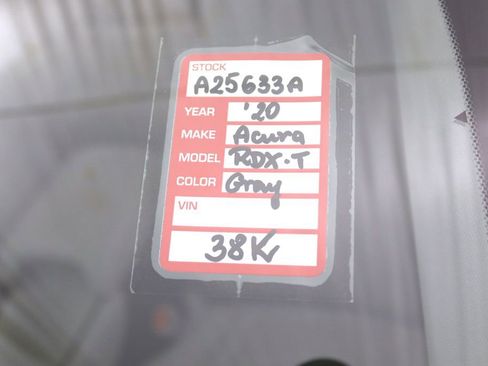 STOCK
A25633A
YEAR '20
MAKE Acura
MODEL RDX-T
COLOR Gray
VIN
38K